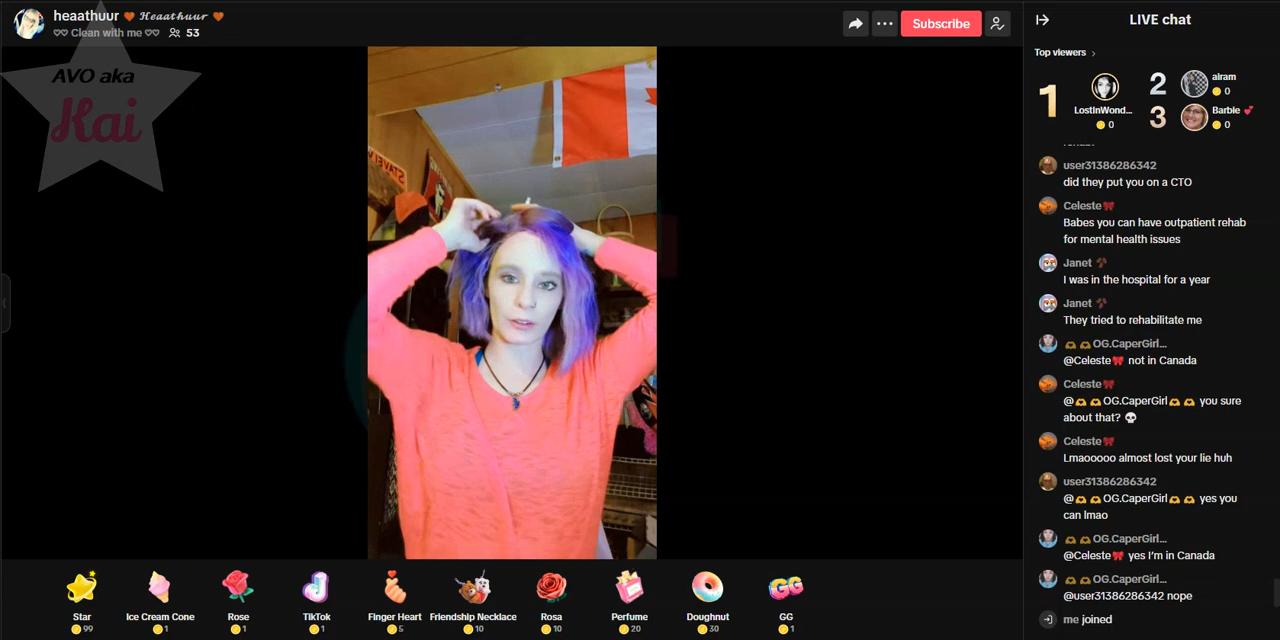 heaathuur 🧡 𝓗𝓮𝓪𝓪𝓽𝓱𝓾𝓾𝓻 🧡
♡♡ Clean with me ♡♡ 53
Subscribe
AVO aka
Kai
LIVE chat
Top viewers >
1
LostInWond...
0
2
alram
0
3
Barbie 💕
0
user31386286342
did they put you on a CTO
Celeste🎀
Babes you can have outpatient rehab
for mental health issues
Janet
I was in the hospital for a year
Janet
They tried to rehabilitate me
🫶🫶OG.CaperGirl...
@Celeste🎀 not in Canada
Celeste🎀
@🫶🫶OG.CaperGirl🫶🫶 you sure
about that? 💀
Celeste🎀
Lmaooooo almost lost your lie huh
user31386286342
@🫶🫶OG.CaperGirl🫶🫶 yes you
can lmao
🫶🫶OG.CaperGirl...
@Celeste🎀 yes I'm in Canada
🫶🫶OG.CaperGirl...
@user31386286342 nope
me joined
Star
99
Ice Cream Cone
1
Rose
1
TikTok
1
Finger Heart
5
Friendship Necklace
10
Rosa
10
Perfume
20
Doughnut
30
GG
GG
1